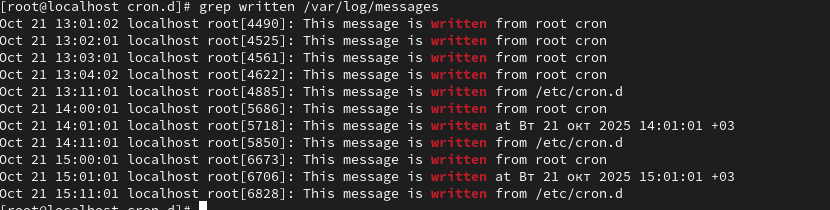 [root@localhost cron.d]# grep written /var/log/messages
Oct 21 13:01:02 localhost root[4490]: This message is written from root cron
Oct 21 13:02:01 localhost root[4525]: This message is written from root cron
Oct 21 13:03:01 localhost root[4561]: This message is written from root cron
Oct 21 13:04:02 localhost root[4622]: This message is written from root cron
Oct 21 13:11:01 localhost root[4885]: This message is written from /etc/cron.d
Oct 21 14:00:01 localhost root[5686]: This message is written from root cron
Oct 21 14:01:01 localhost root[5718]: This message is written at Вт 21 окт 2025 14:01:01 +03
Oct 21 14:11:01 localhost root[5850]: This message is written from /etc/cron.d
Oct 21 15:00:01 localhost root[6673]: This message is written from root cron
Oct 21 15:01:01 localhost root[6706]: This message is written at Вт 21 окт 2025 15:01:01 +03
Oct 21 15:11:01 localhost root[6828]: This message is written from /etc/cron.d
[root@localhost cron.d]#